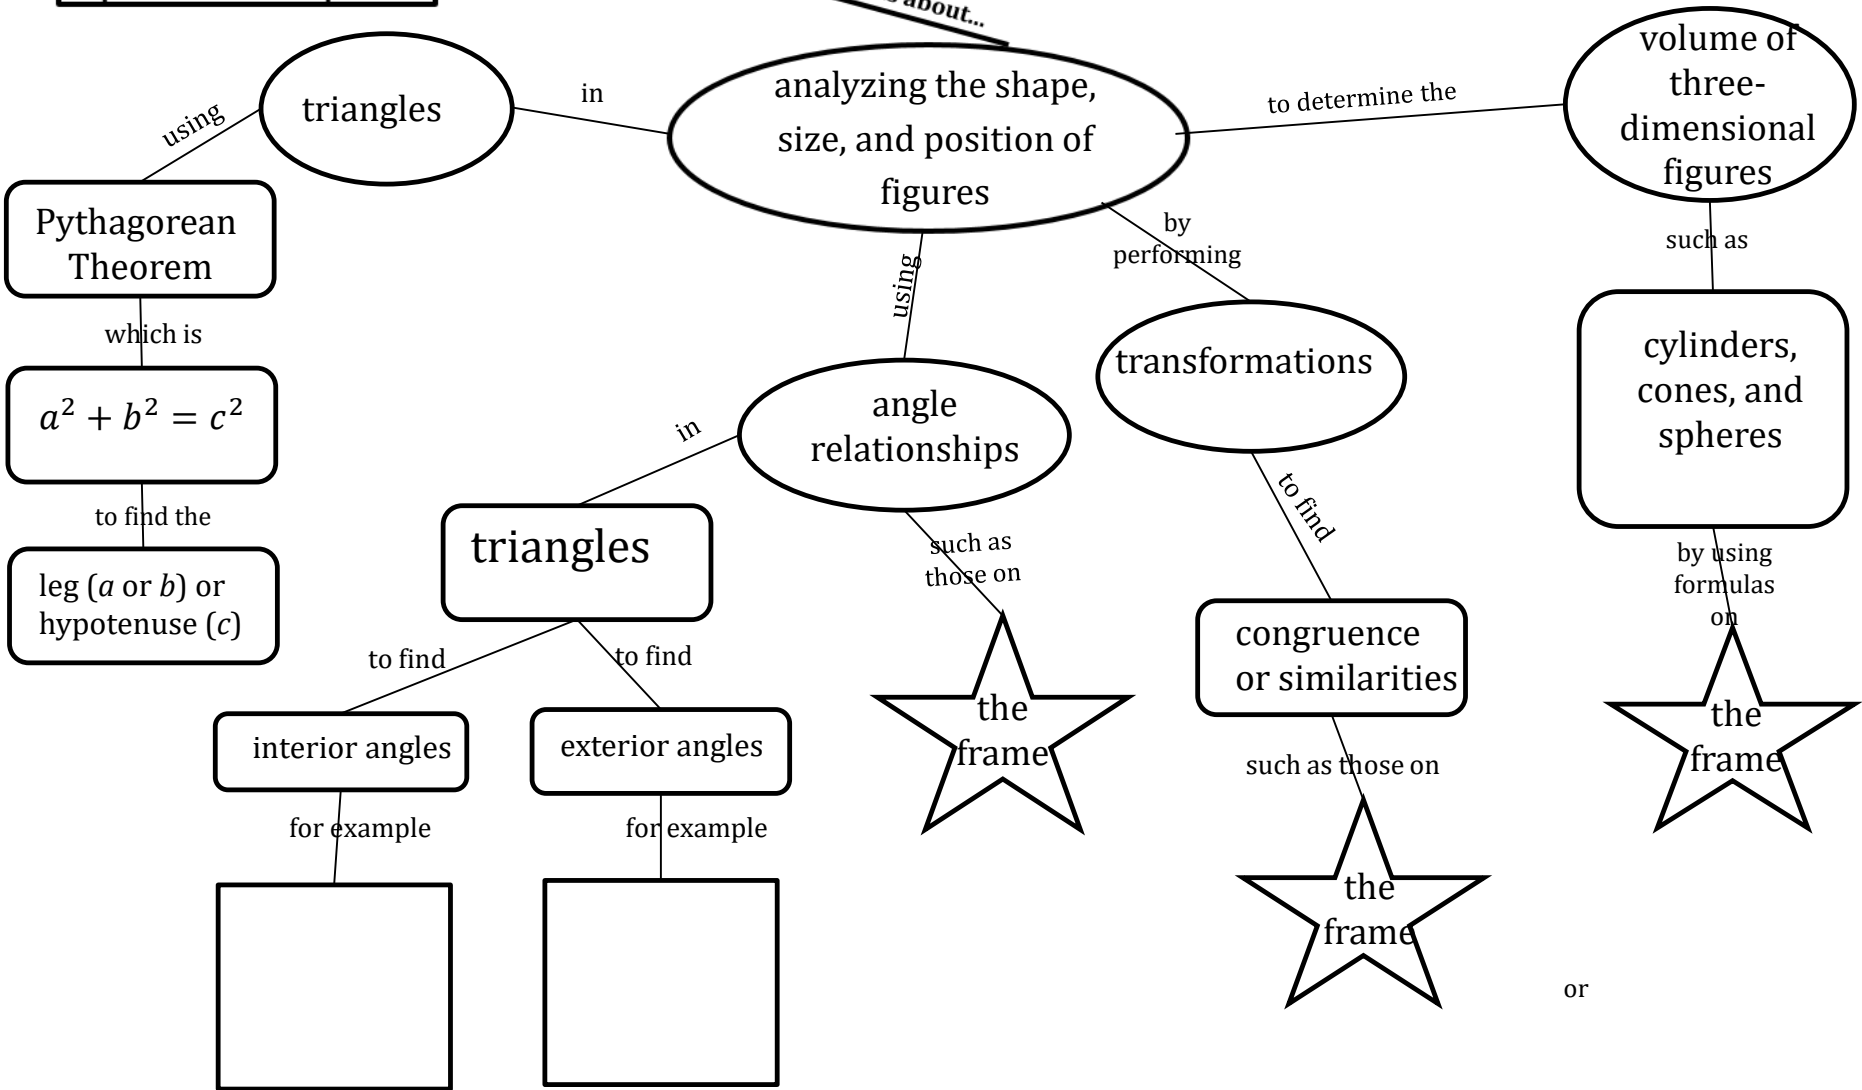 about...
triangles
in
using
analyzing the shape,
size, and position of
figures
to determine the
volume of
three-
dimensional
figures
Pythagorean
Theorem
which is
a² + b² = c²
to find the
leg (a or b) or
hypotenuse (c)
using
by
performing
such as
angle
relationships
transformations
cylinders,
cones, and
spheres
in
triangles
such as
those on
to find
by using
formulas
on
to find
to find
the
frame
congruence
or similarities
the
frame
interior angles
exterior angles
such as those on
for example
for example
the
frame
or